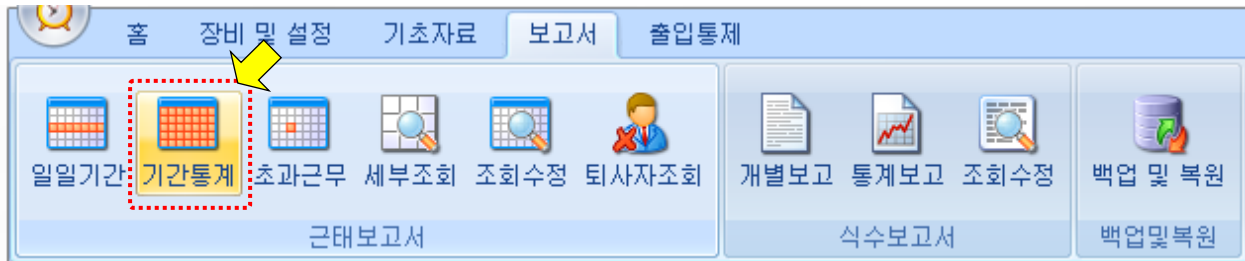 홈 장비 및 설정 기초자료 보고서 출입통제
일일기간 기간통계 초과근무 세부조회 조회수정 퇴사자조회 개별보고 통계보고 조회수정 백업 및 복원
근태보고서 식수보고서 백업및복원